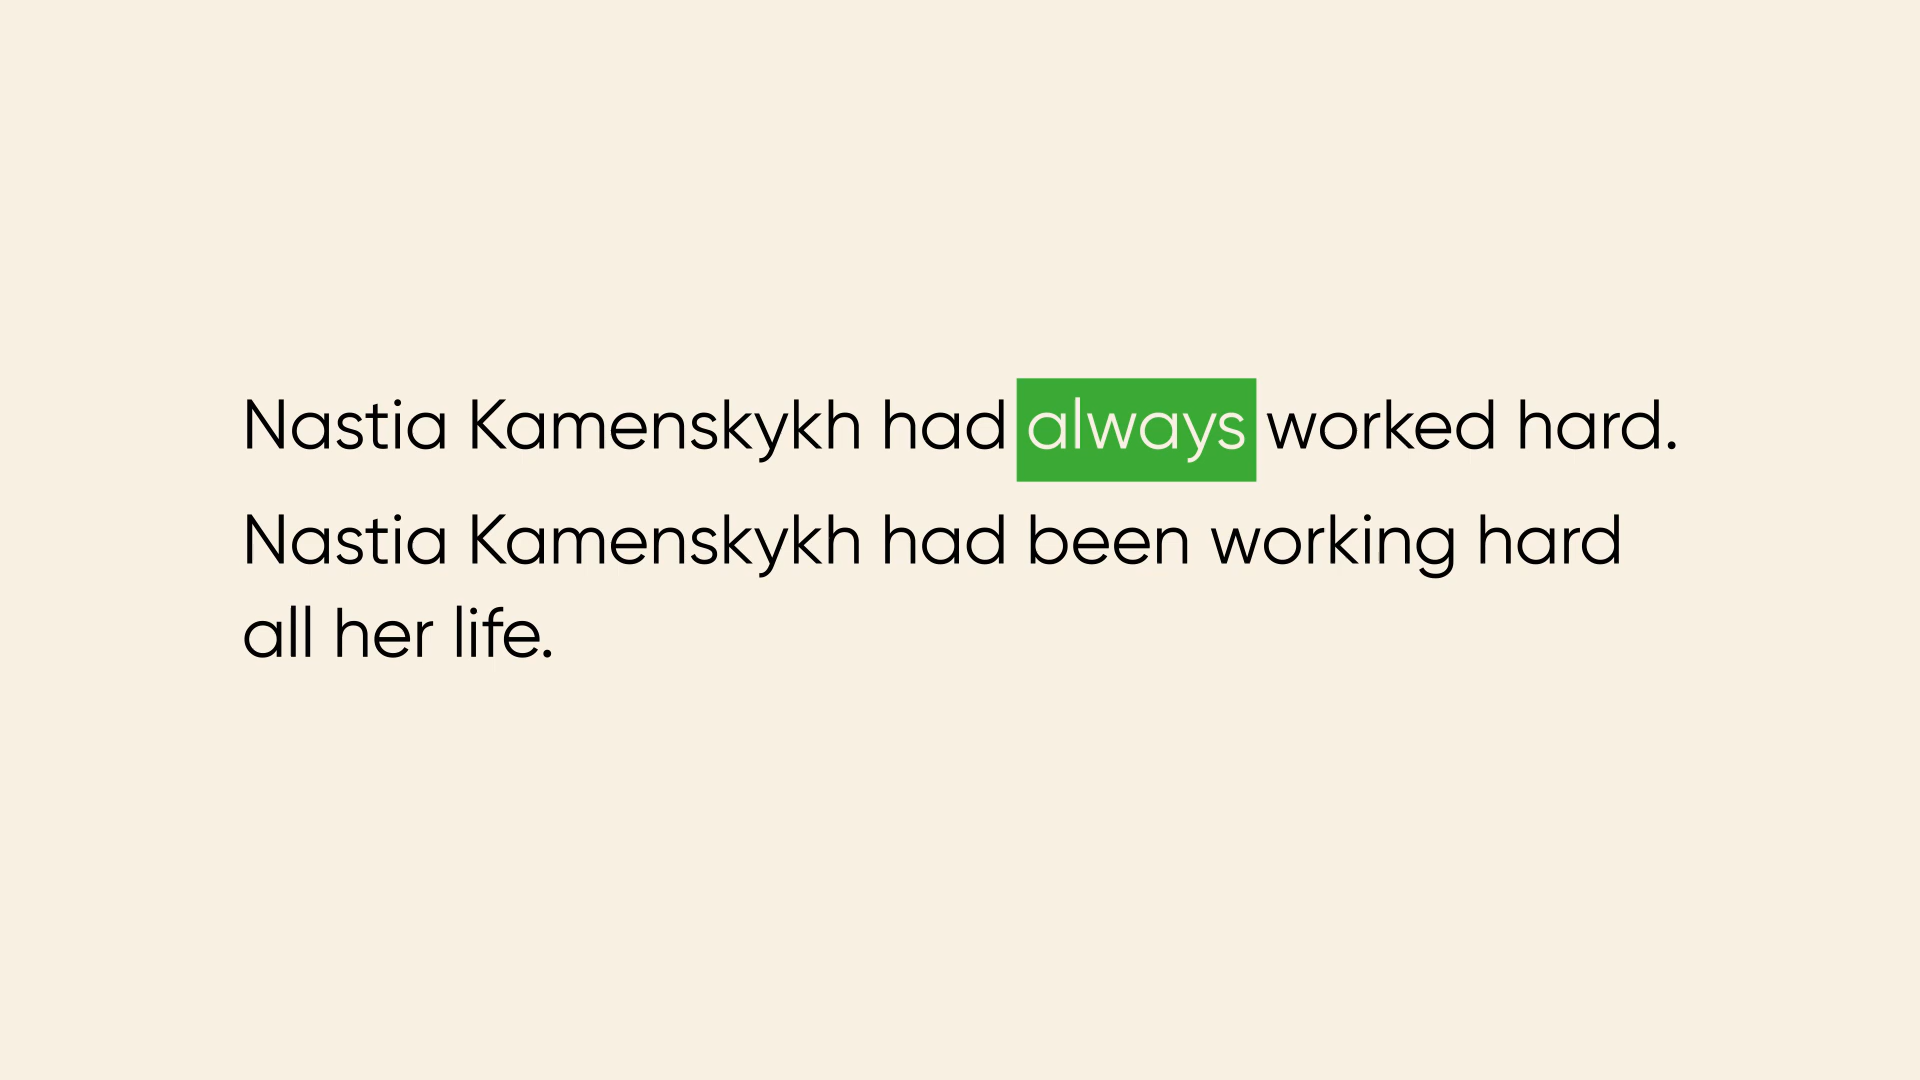 Nastia Kamenskykh had always worked hard.
Nastia Kamenskykh had been working hard
all her life.